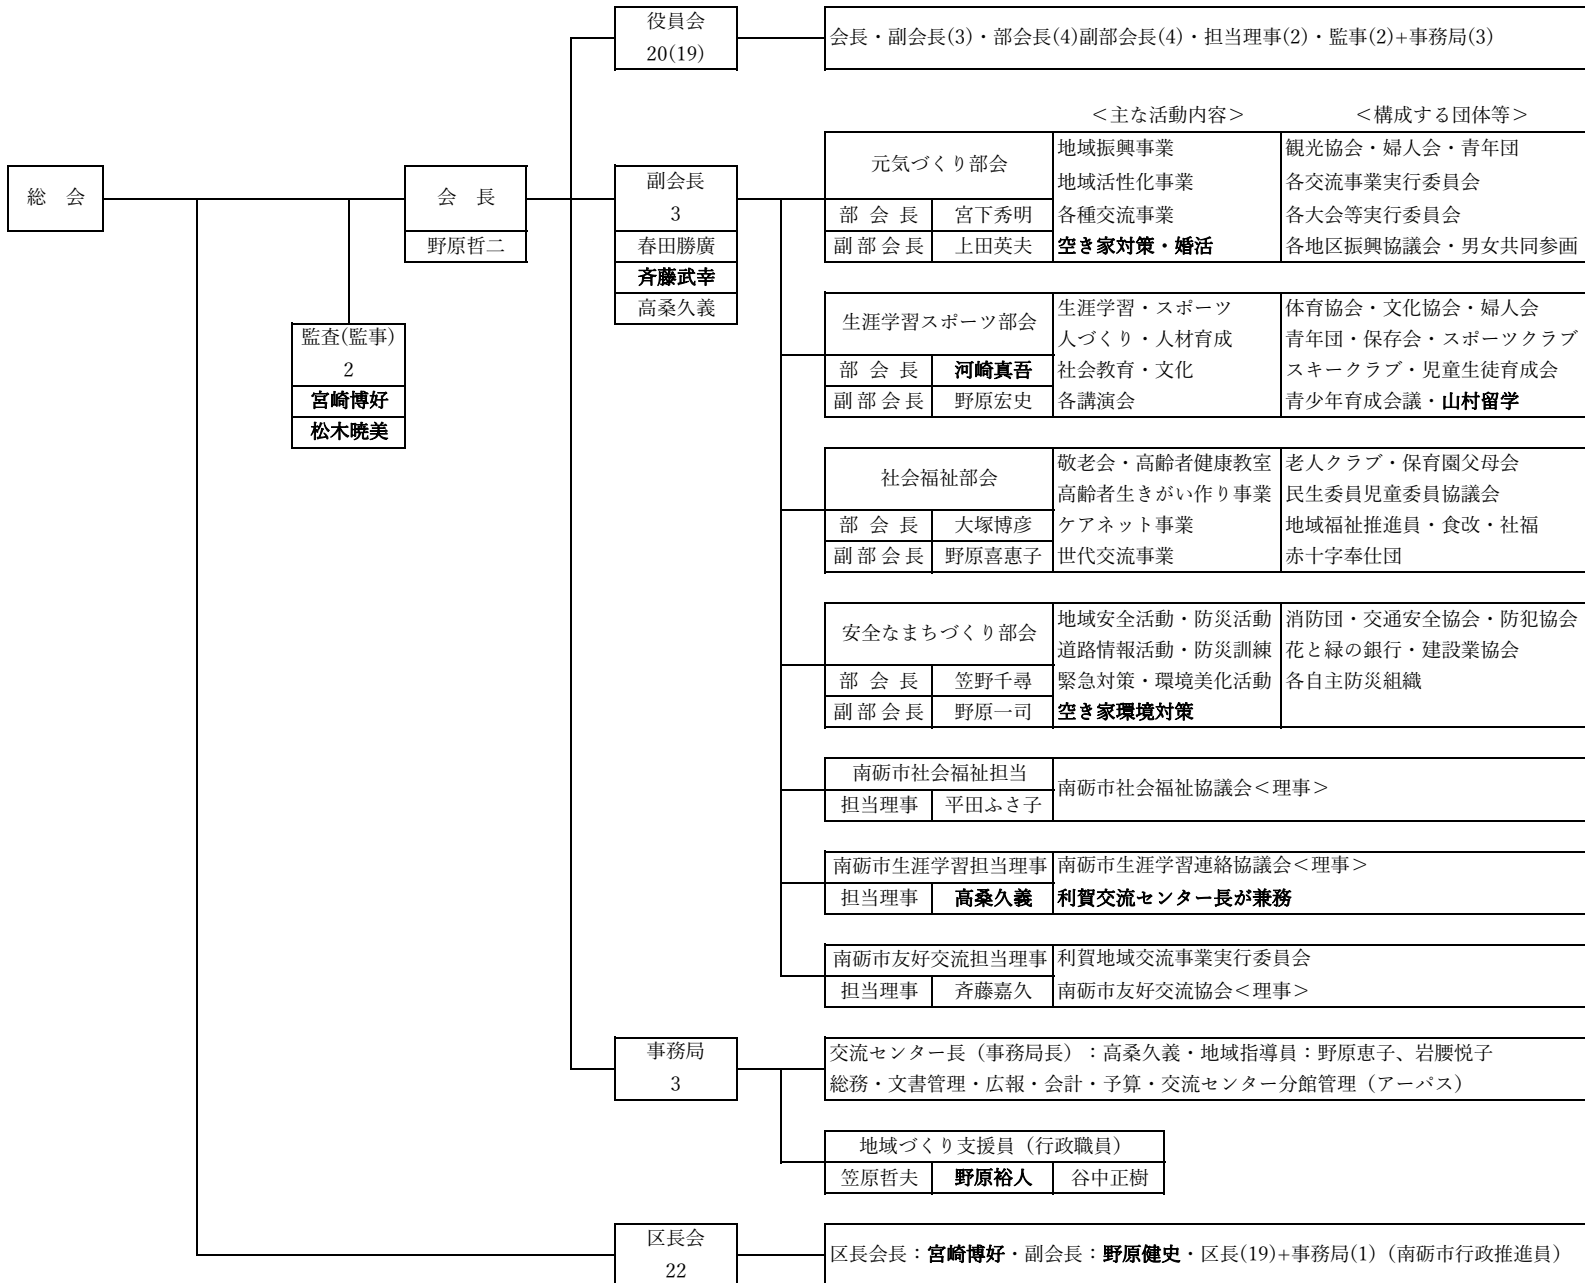 役員会
20(19)
会長・副会長(3)・部会長(4)副部会長(4)・担当理事(2)・監事(2)+事務局(3)
＜主な活動内容＞
＜構成する団体等＞
総　会
会　長
野原哲二
監査(監事)
2
宮崎博好
松木暁美
副会長
3
春田勝廣
斉藤武幸
高桑久義
元気づくり部会
部 会 長
宮下秀明
副部会長
上田英夫
地域振興事業
地域活性化事業
各種交流事業
空き家対策・婚活
観光協会・婦人会・青年団
各交流事業実行委員会
各大会等実行委員会
各地区振興協議会・男女共同参画
生涯学習スポーツ部会
部 会 長
河崎真吾
副部会長
野原宏史
生涯学習・スポーツ
人づくり・人材育成
社会教育・文化
各講演会
体育協会・文化協会・婦人会
青年団・保存会・スポーツクラブ
スキークラブ・児童生徒育成会
青少年育成会議・山村留学
社会福祉部会
部 会 長
大塚博彦
副部会長
野原喜惠子
敬老会・高齢者健康教室
高齢者生きがい作り事業
ケアネット事業
世代交流事業
老人クラブ・保育園父母会
民生委員児童委員協議会
地域福祉推進員・食改・社福
赤十字奉仕団
安全なまちづくり部会
部 会 長
笠野千尋
副部会長
野原一司
地域安全活動・防災活動
道路情報活動・防災訓練
緊急対策・環境美化活動
空き家環境対策
消防団・交通安全協会・防犯協会
花と緑の銀行・建設業協会
各自主防災組織
南砺市社会福祉担当
担当理事
平田ふさ子
南砺市社会福祉協議会＜理事＞
南砺市生涯学習担当理事
担当理事
高桑久義
南砺市生涯学習連絡協議会＜理事＞
利賀交流センター長が兼務
南砺市友好交流担当理事
担当理事
斉藤嘉久
利賀地域交流事業実行委員会
南砺市友好交流協会＜理事＞
事務局
3
交流センター長（事務局長）：高桑久義・地域指導員：野原恵子、岩腰悦子
総務・文書管理・広報・会計・予算・交流センター分館管理（アーパス）
地域づくり支援員（行政職員）
笠原哲夫
野原裕人
谷中正樹
区長会
22
区長会長：宮崎博好・副会長：野原健史・区長(19)+事務局(1)（南砺市行政推進員）